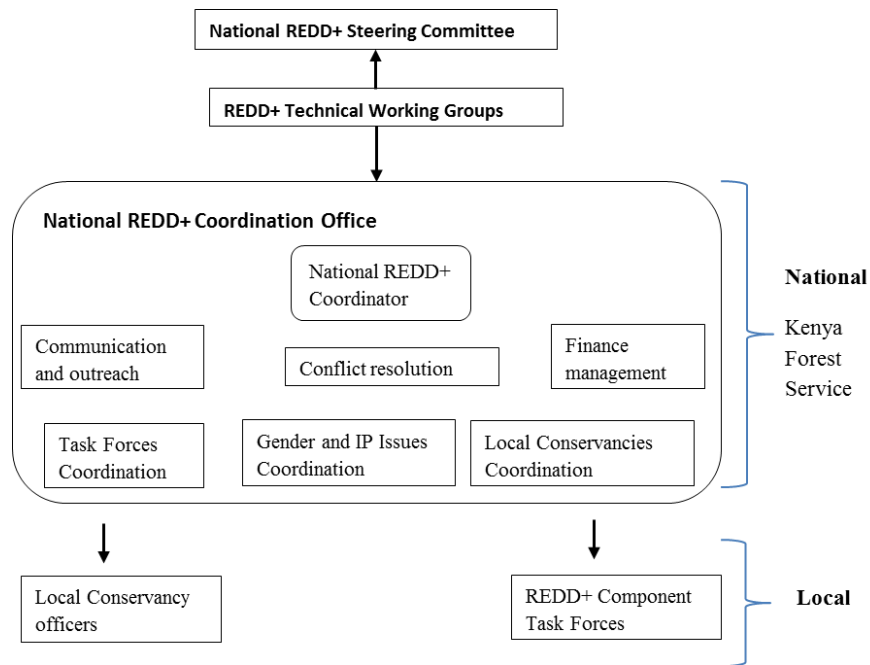 National REDD+ Steering Committee
REDD+ Technical Working Groups
National REDD+ Coordination Office
National REDD+
Coordinator
Communication
and outreach
Conflict resolution
Finance
management
Task Forces
Coordination
Gender and IP Issues
Coordination
Local Conservancies
Coordination
National
Kenya
Forest
Service
Local Conservancy
officers
REDD+ Component
Task Forces
Local